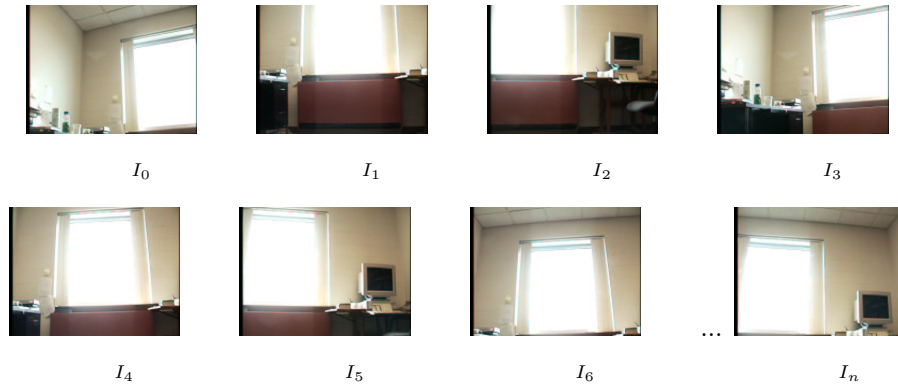 I₀ I₁ I₂ I₃
I₄ I₅ I₆ ... Iₙ